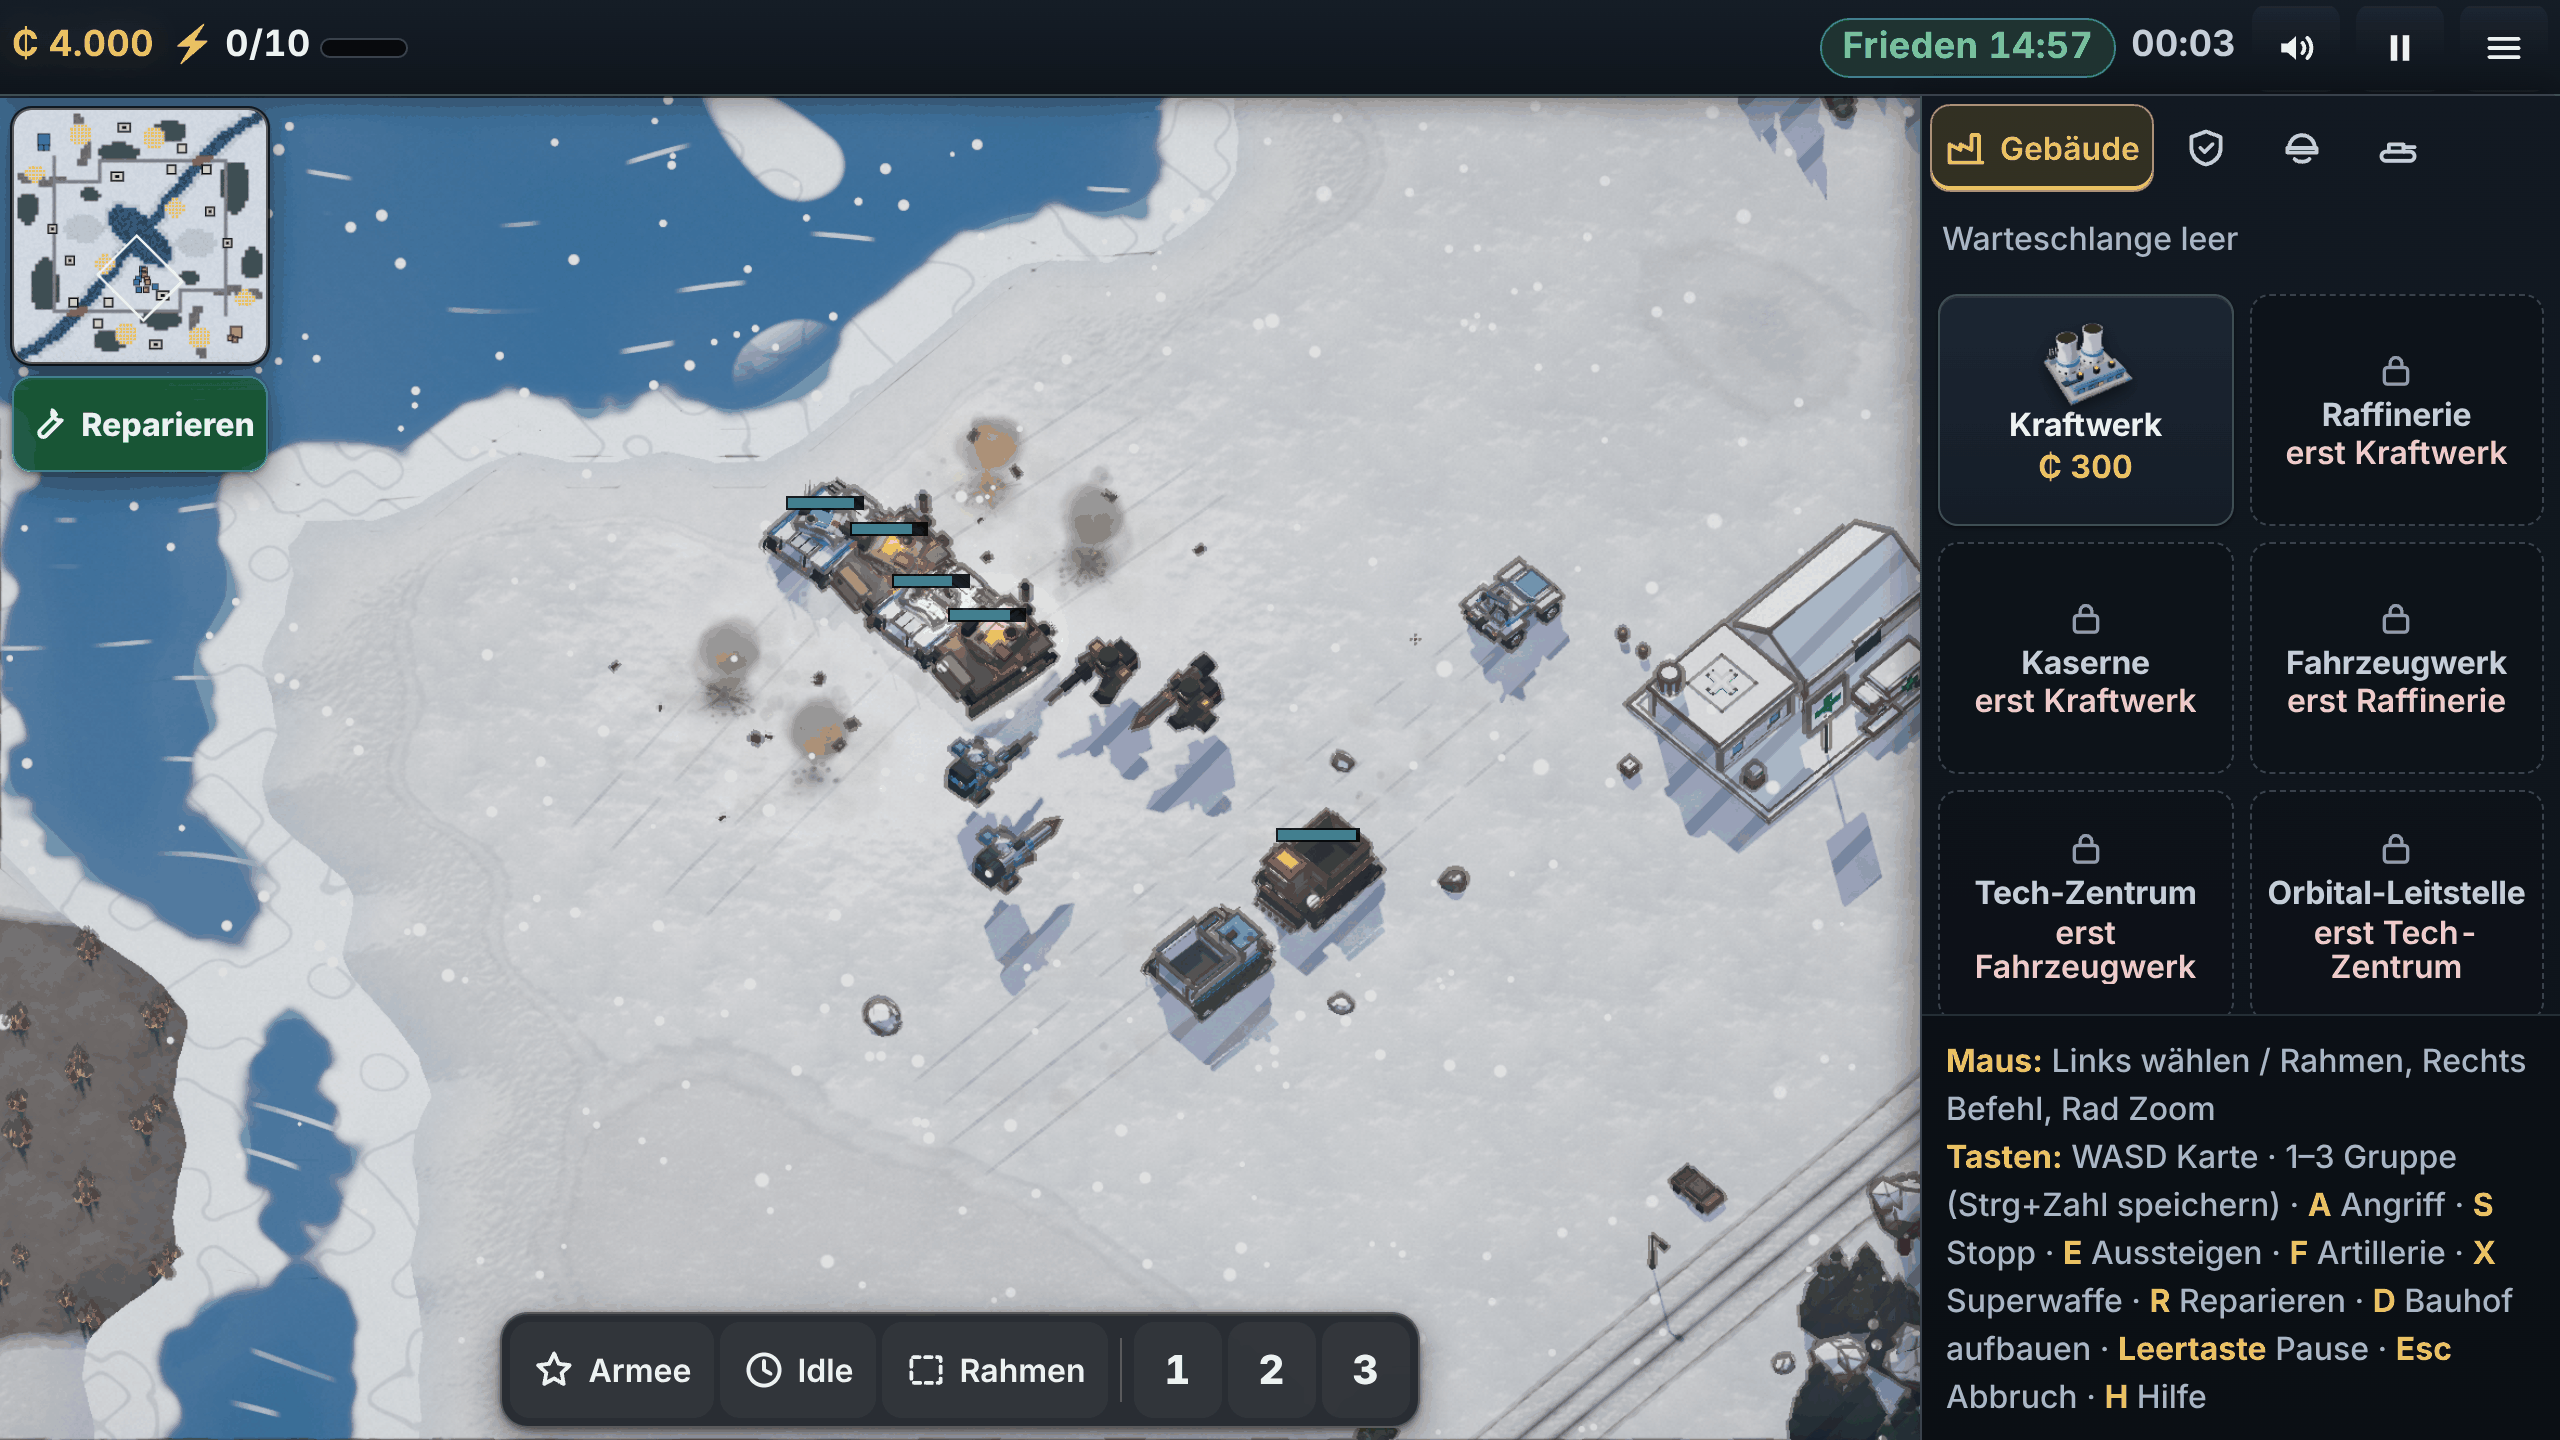 ₵ 4.000 ⚡ 0/10
Frieden 14:57 00:03
Reparieren
Gebäude
Warteschlange leer
Kraftwerk
₵ 300
Raffinerie
erst Kraftwerk
Kaserne
erst Kraftwerk
Fahrzeugwerk
erst Raffinerie
Tech-Zentrum
erst
Fahrzeugwerk
Orbital-Leitstelle
erst Tech-
Zentrum
Maus: Links wählen / Rahmen, Rechts
Befehl, Rad Zoom
Tasten: WASD Karte · 1–3 Gruppe
(Strg+Zahl speichern) · A Angriff · S
Stopp · E Aussteigen · F Artillerie · X
Superwaffe · R Reparieren · D Bauhof
aufbauen · Leertaste Pause · Esc
Abbruch · H Hilfe
Armee Idle Rahmen 1 2 3